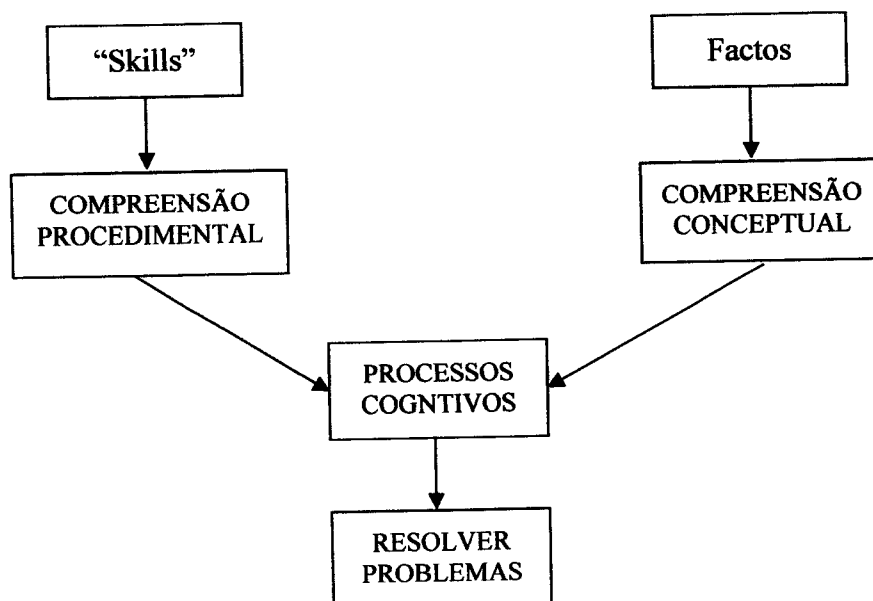 “Skills”
Factos
COMPREENSÃO
PROCEDIMENTAL
COMPREENSÃO
CONCEPTUAL
PROCESSOS
COGNTIVOS
RESOLVER
PROBLEMAS